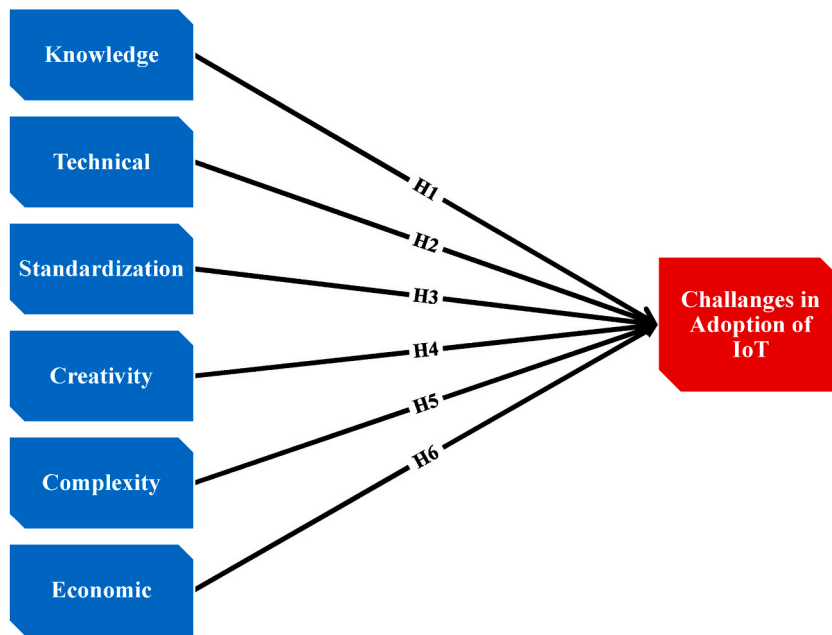 Knowledge
Technical
Standardization
Creativity
Complexity
Economic
H1
H2
H3
H4
H5
H6
Challanges in
Adoption of
IoT